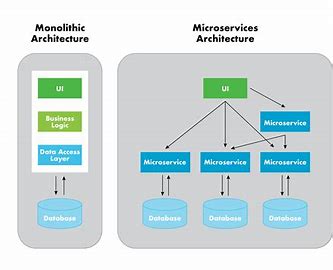 Monolithic
Architecture
UI
Business
Logic
Data Access
Layer
Database
Microservices
Architecture
UI
Microservice
Microservice
Microservice
Microservice
Database
Database
Database